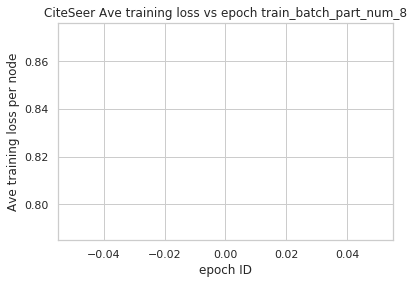 CiteSeer Ave training loss vs epoch train_batch_part_num_8
Ave training loss per node
0.86
0.84
0.82
0.80
−0.04 −0.02 0.00 0.02 0.04
epoch ID